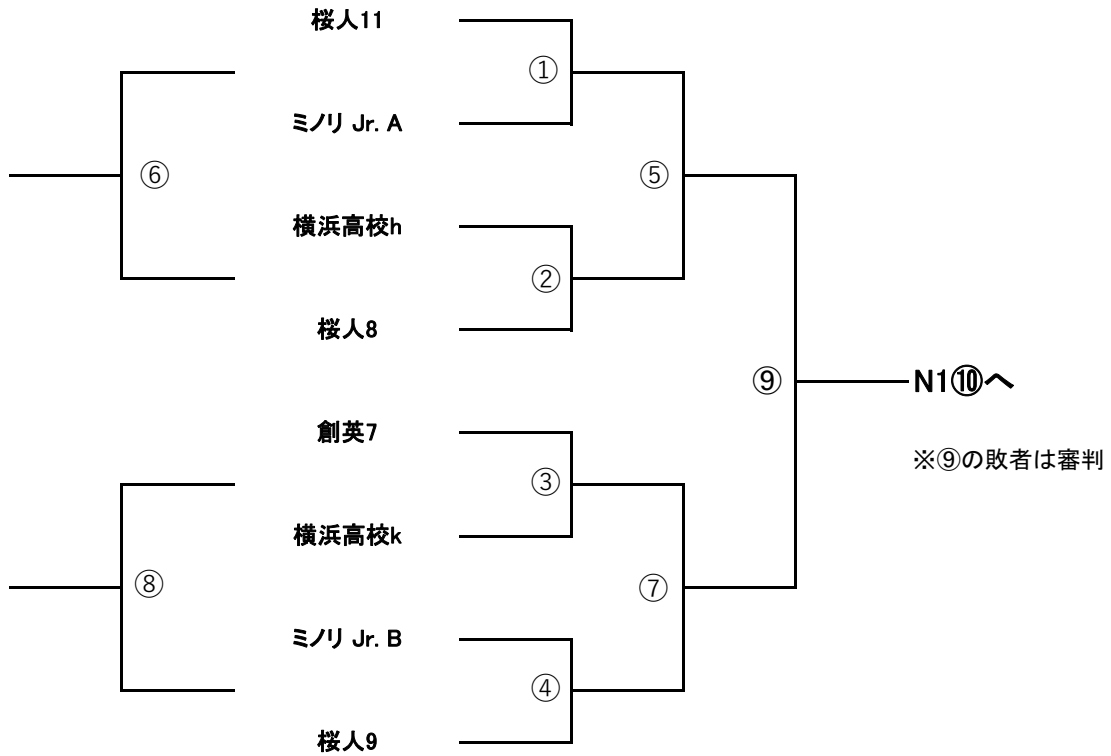 桜人11
①
ミノリ Jr. A
⑥
⑤
横浜高校h
②
桜人8
⑨
N1⑩へ
創英7
※⑨の敗者は審判
③
横浜高校k
⑧
⑦
ミノリ Jr. B
④
桜人9